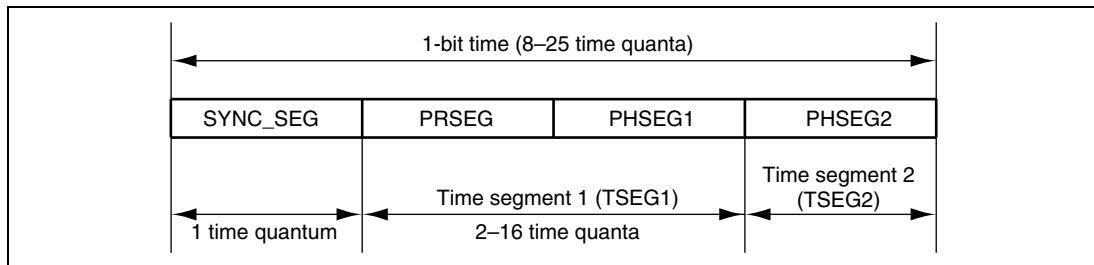 1-bit time (8–25 time quanta)
SYNC_SEG PRSEG PHSEG1 PHSEG2
Time segment 2
(TSEG2)
Time segment 1 (TSEG1)
1 time quantum 2–16 time quanta